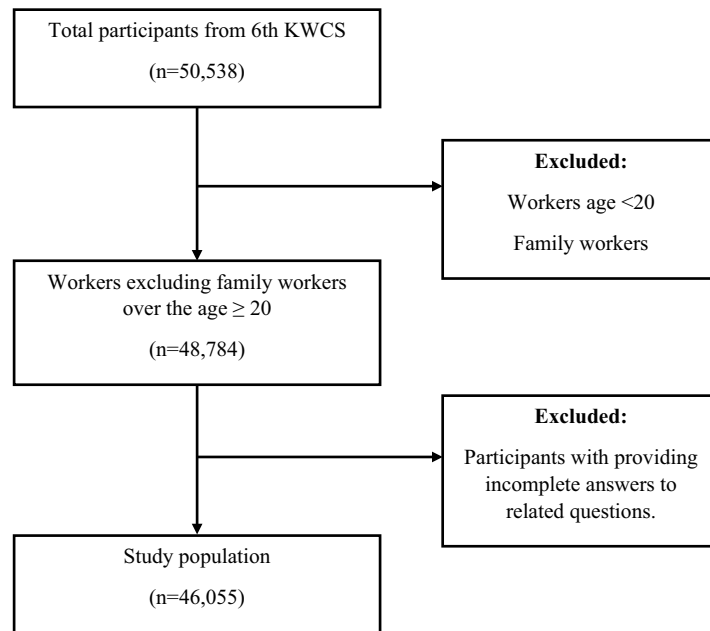 Total participants from 6th KWCS
(n=50,538)
Excluded:
Workers age <20
Family workers
Workers excluding family workers
over the age ≥ 20
(n=48,784)
Excluded:
Participants with providing
incomplete answers to
related questions.
Study population
(n=46,055)